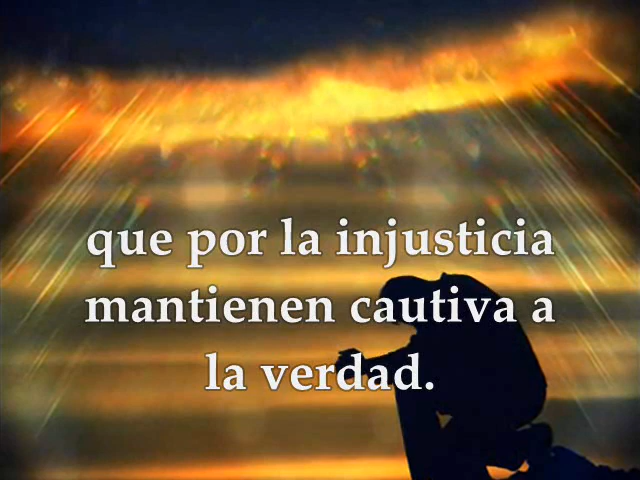 que por la injusticia
mantienen cautiva a
la verdad.